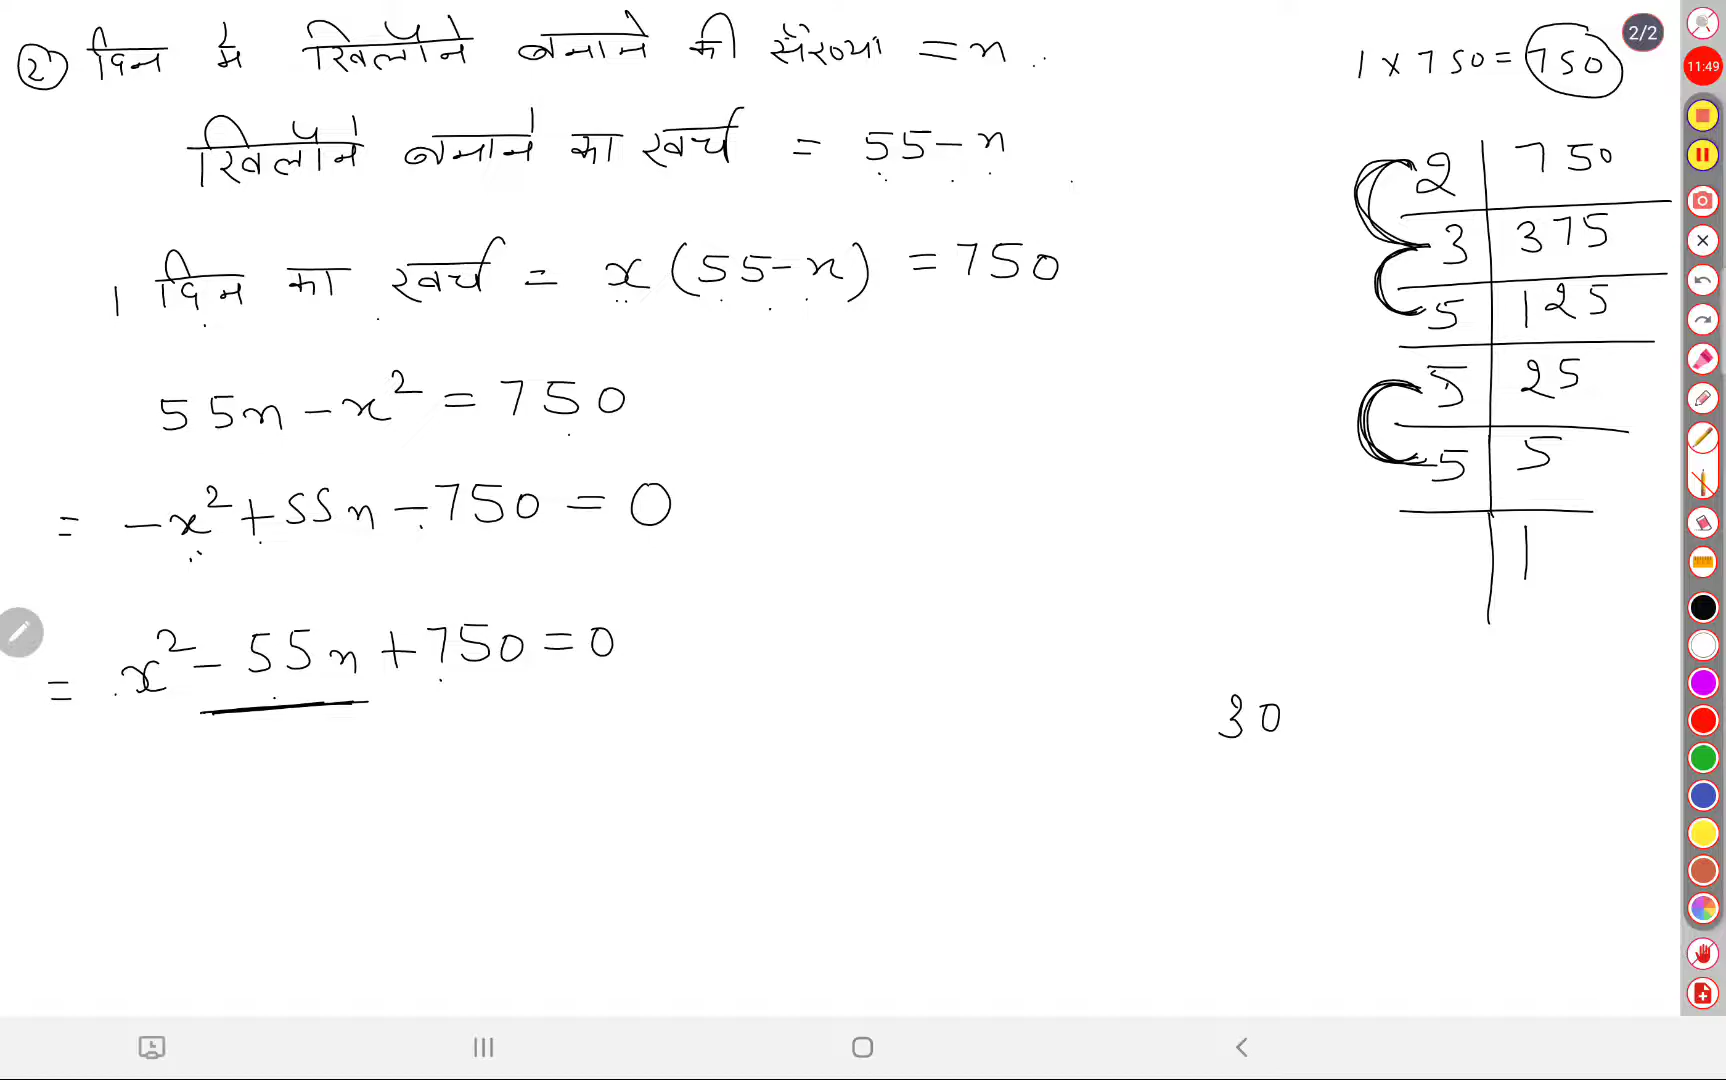 ② दिन मे खिलौने बनाने की संख्या = x
खिलौने बनाने का खर्च = 55 - x
1 दिन का खर्च = x (55 - x) = 750
55x - x² = 750
= -x² + 55x - 750 = 0
= x² - 55x + 750 = 0
1 x 750 = 750
2 | 750
3 | 375
5 | 125
5 | 25
5 | 5
| 1
30
2/2
11:49